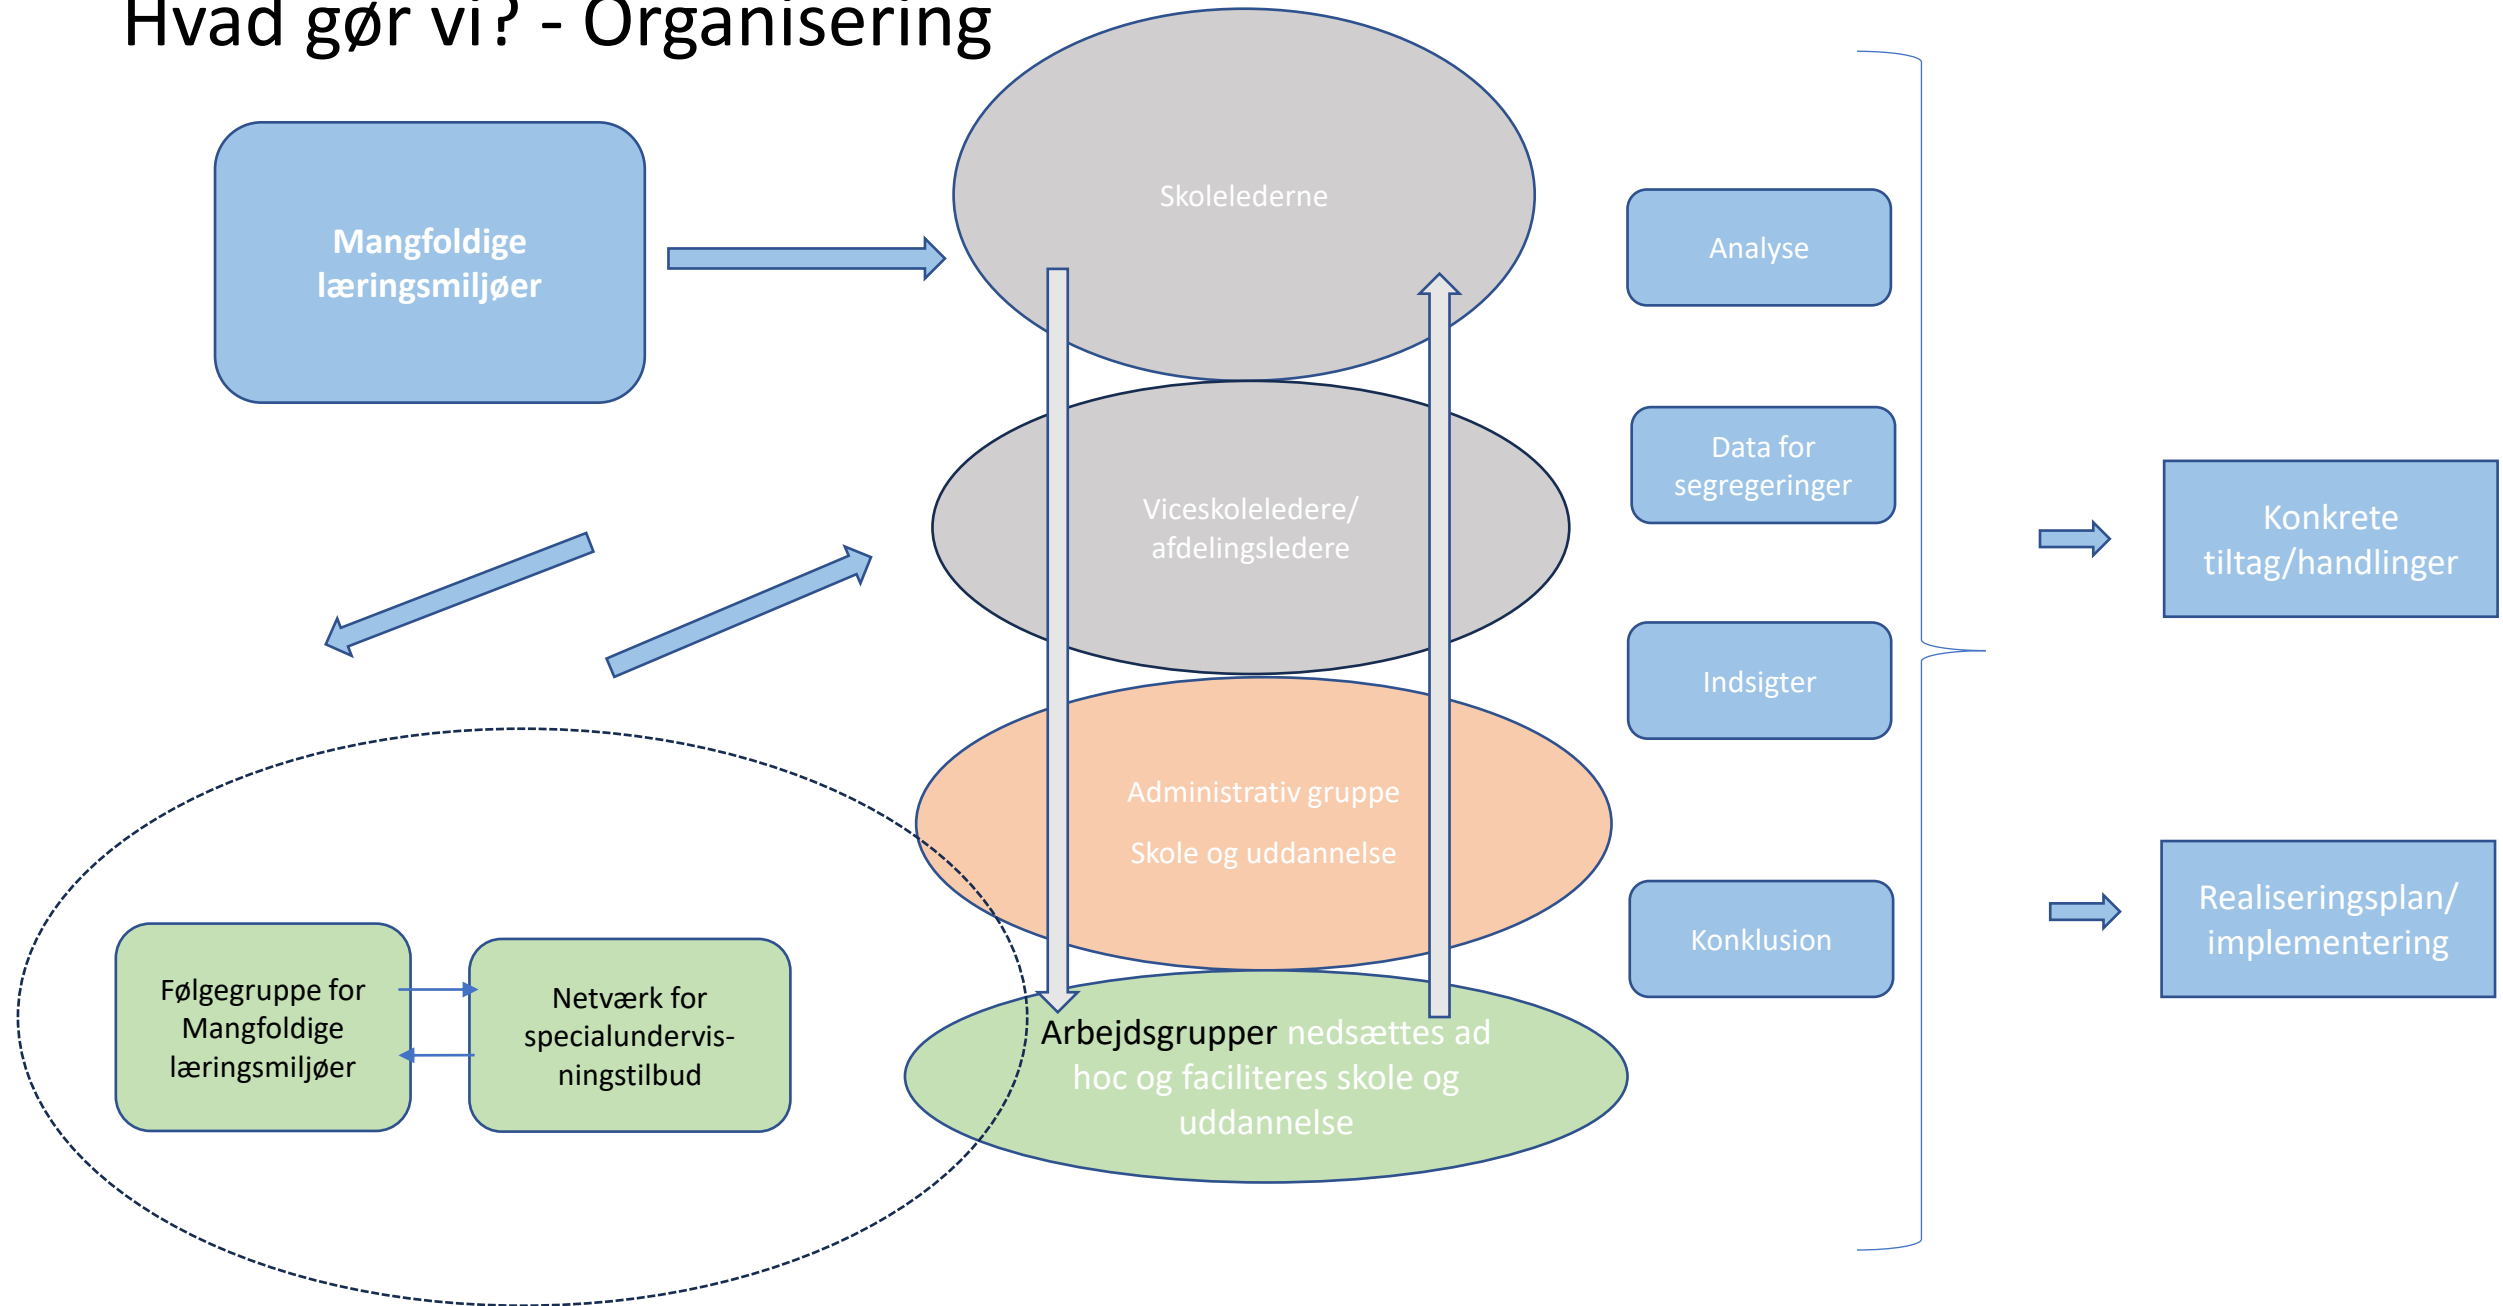 Hvad gør vi? - Organisering
Mangfoldige
læringsmiljøer
Skolelederne
Viceskoleledere/
afdelingsledere
Administrativ gruppe
Skole og uddannelse
Arbejdsgrupper nedsættes ad
hoc og faciliteres skole og
uddannelse
Følgegruppe for
Mangfoldige
læringsmiljøer
Netværk for
specialundervis-
ningstilbud
Analyse
Data for
segregeringer
Indsigter
Konklusion
Konkrete
tiltag/handlinger
Realiseringsplan/
implementering